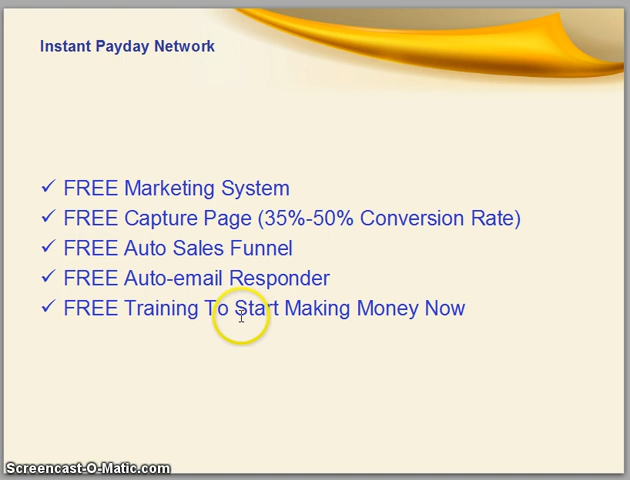 Instant Payday Network
✓ FREE Marketing System
✓ FREE Capture Page (35%-50% Conversion Rate)
✓ FREE Auto Sales Funnel
✓ FREE Auto-email Responder
✓ FREE Training To Start Making Money Now
Screencast-O-Matic.com